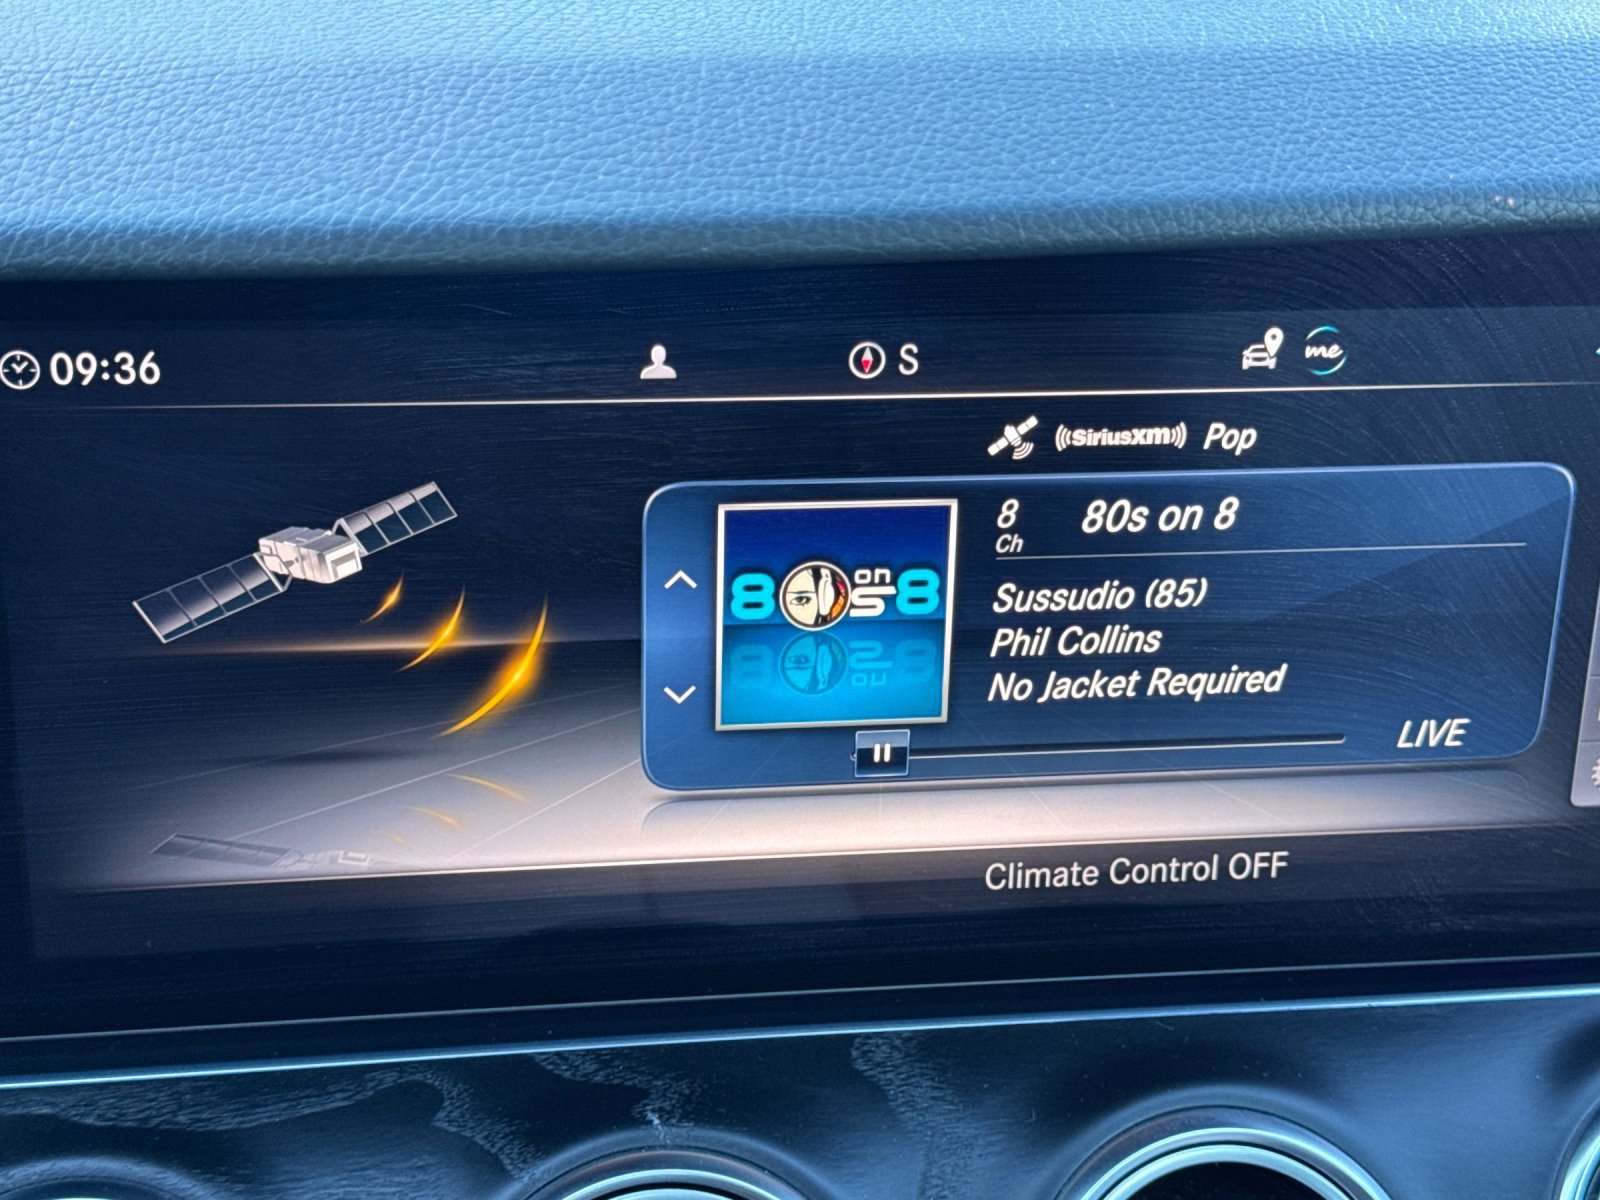 09:36
S
me
SiriusXM Pop
8 Ch 80s on 8
80s on 8
Sussudio (85)
Phil Collins
No Jacket Required
LIVE
Climate Control OFF